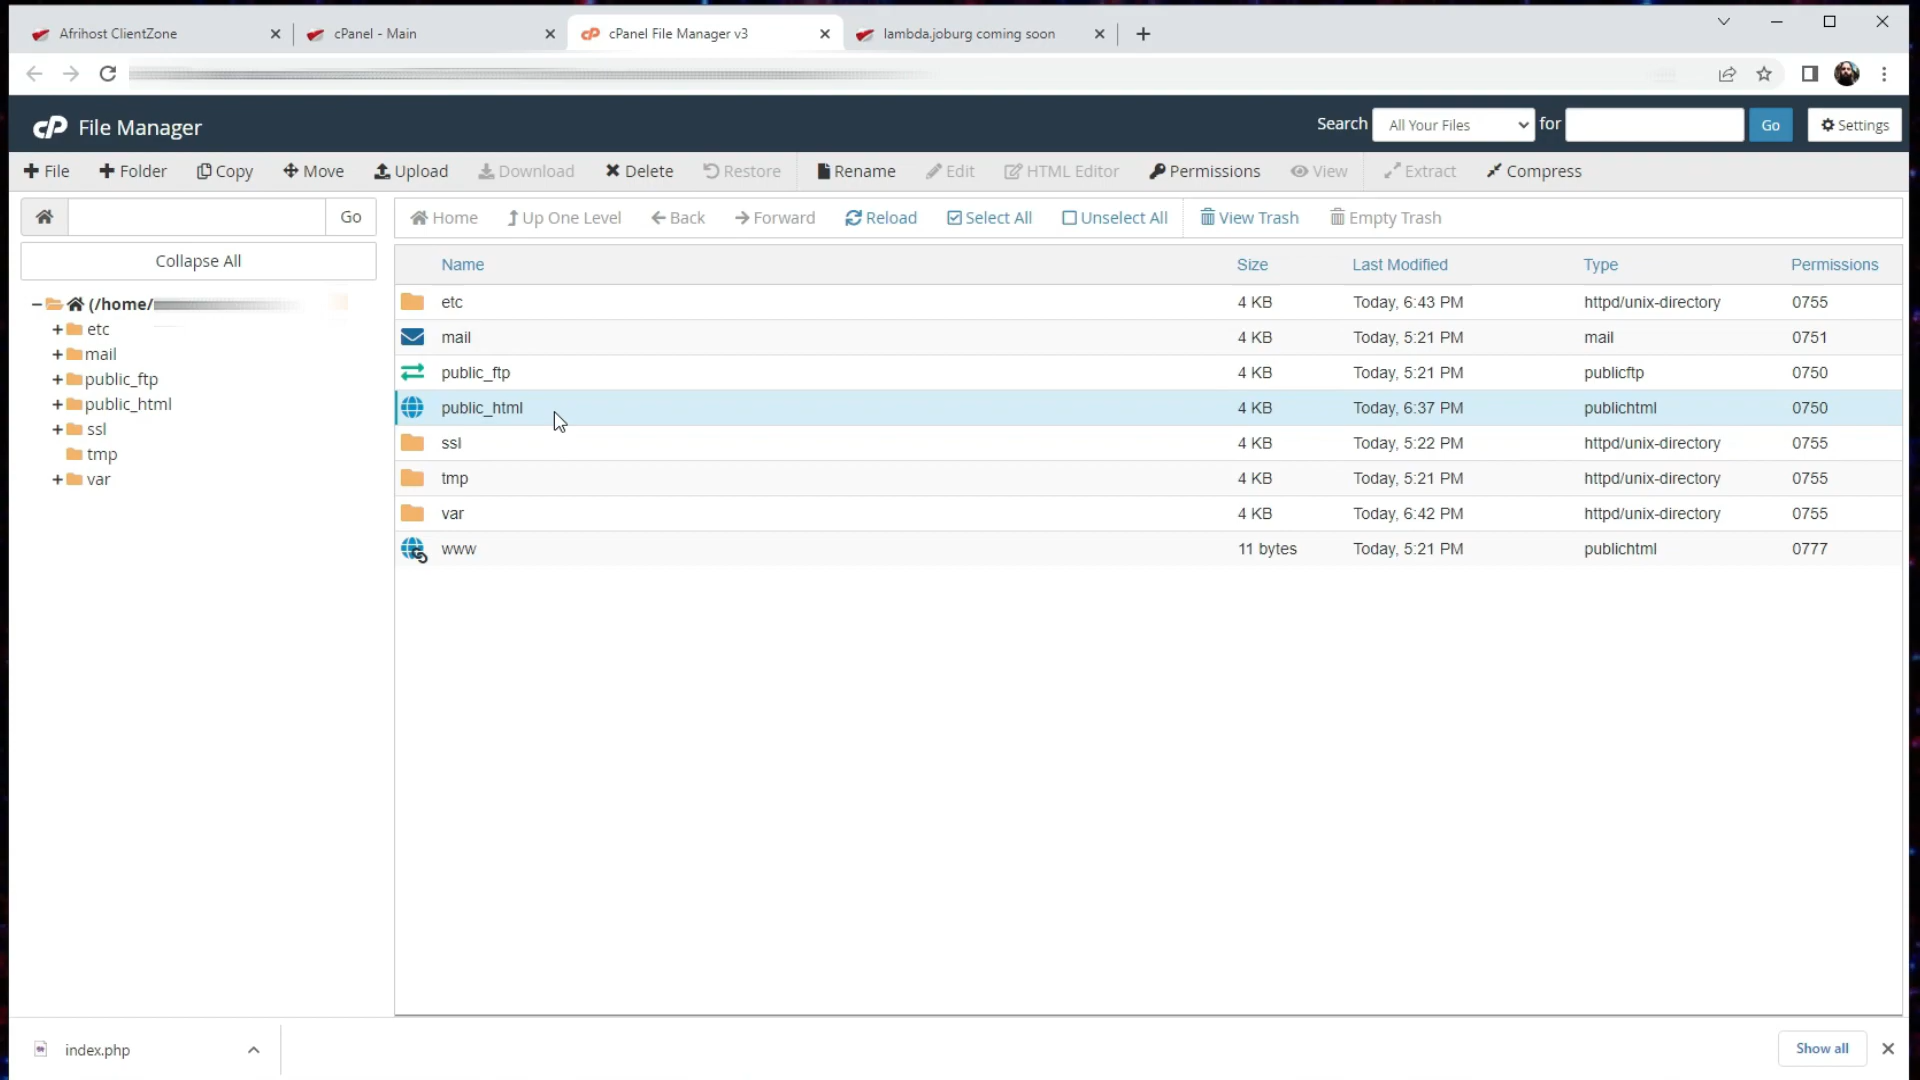 Afrihost ClientZone
cPanel - Main
cPanel File Manager v3
lambda.joburg coming soon
cP File Manager
Search All Your Files for Go Settings
File Folder Copy Move Upload Download Delete Restore Rename Edit HTML Editor Permissions View Extract Compress
Go Home Up One Level Back Forward Reload Select All Unselect All View Trash Empty Trash
Collapse All
(/home/
etc
mail
public_ftp
public_html
ssl
tmp
var
Name Size Last Modified Type Permissions
etc 4 KB Today, 6:43 PM httpd/unix-directory 0755
mail 4 KB Today, 5:21 PM mail 0751
public_ftp 4 KB Today, 5:21 PM publicftp 0750
public_html 4 KB Today, 6:37 PM publichtml 0750
ssl 4 KB Today, 5:22 PM httpd/unix-directory 0755
tmp 4 KB Today, 5:21 PM httpd/unix-directory 0755
var 4 KB Today, 6:42 PM httpd/unix-directory 0755
www 11 bytes Today, 5:21 PM publichtml 0777
index.php
Show all